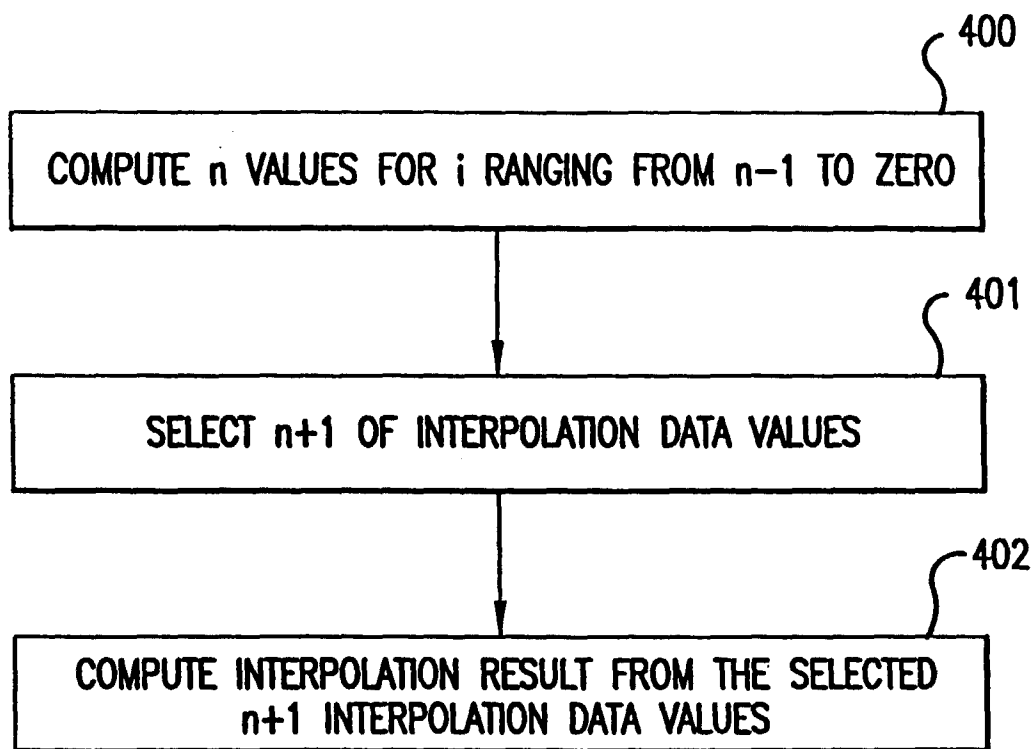 400
COMPUTE n VALUES FOR i RANGING FROM n-1 TO ZERO
401
SELECT n+1 OF INTERPOLATION DATA VALUES
402
COMPUTE INTERPOLATION RESULT FROM THE SELECTED
n+1 INTERPOLATION DATA VALUES